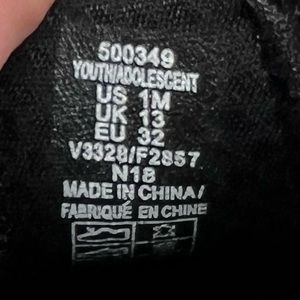 500349
YOUTH/ADOLESCENT
US 1M
UK 13
EU 32
V3328/F2857
N18
MADE IN CHINA/
FABRIQUÉ EN CHINE